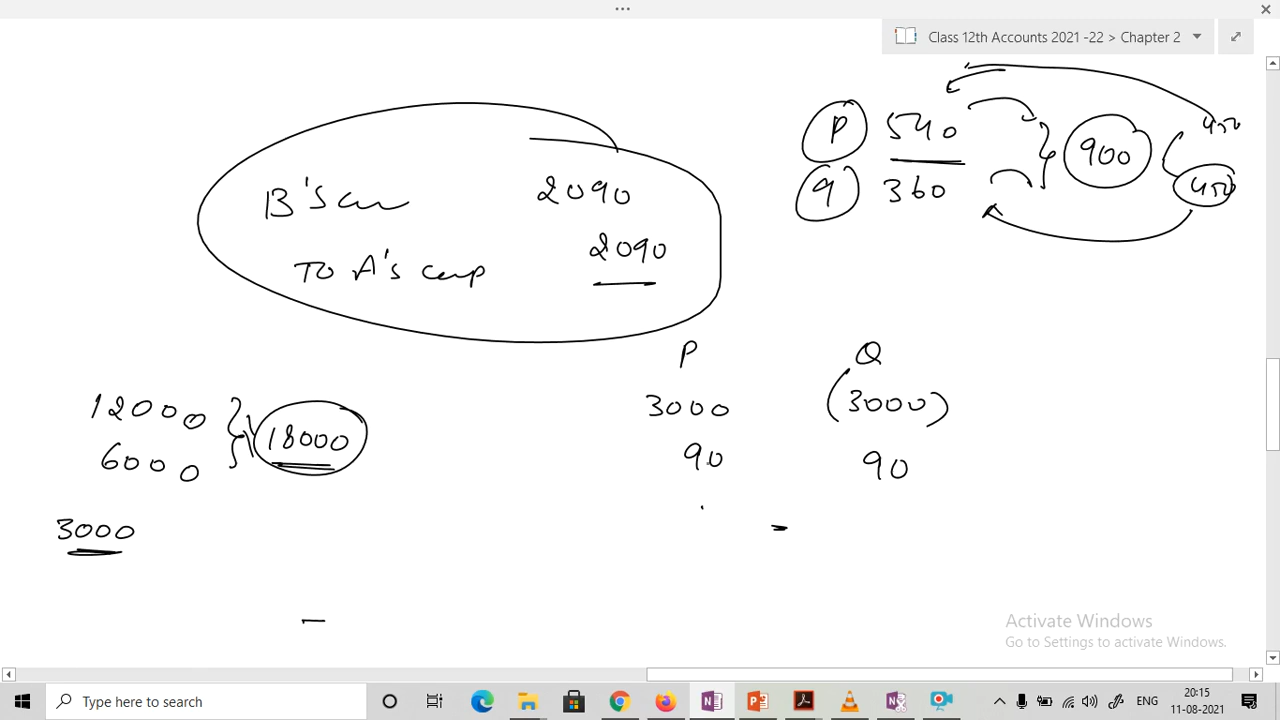 Class 12th Accounts 2021 -22 > Chapter 2
P 540
q 360
900
450
450
B's Cur 2090
To A's Cap 2090
P Q
12000
6000
18000
3000 (3000)
90 90
3000
Activate Windows
Go to Settings to activate Windows.
Type here to search
ENG
20:15
11-08-2021